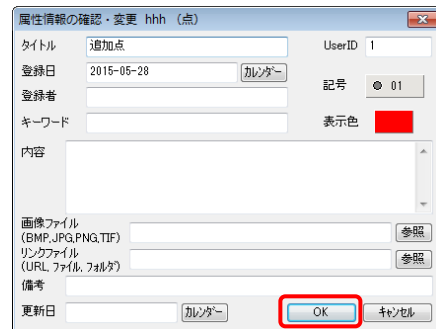 属性情報の確認・変更 hhh （点）
タイトル 追加点 UserID 1
登録日 2015-05-28 ｶﾚﾝﾀﾞｰ
記号 01
登録者
キーワード 表示色
内容
画像ファイル
(BMP,JPG,PNG,TIF) 参照
リンクファイル
(URL, ﾌｧｲﾙ, ﾌｫﾙﾀﾞ) 参照
備考
更新日 ｶﾚﾝﾀﾞｰ OK ｷｬﾝｾﾙ